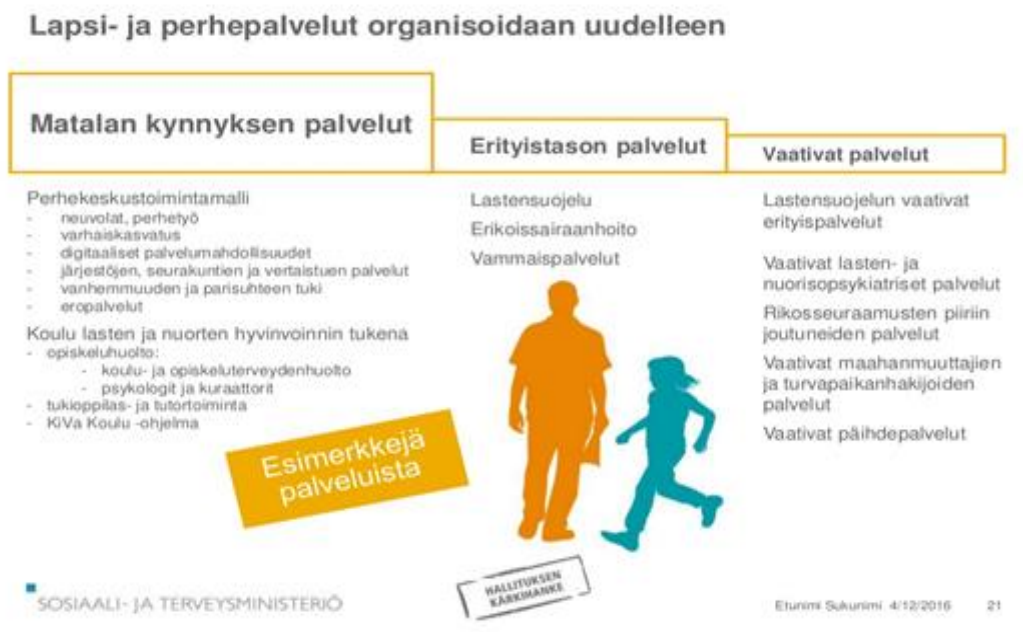 Lapsi- ja perhepalvelut organisoidaan uudelleen
Matalan kynnyksen palvelut
Erityistason palvelut
Vaativat palvelut
Perhekeskustoimintamalli
- neuvolat, perhetyö
- varhaiskasvatus
- digitaaliset palvelumahdollisuudet
- järjestöjen, seurakuntien ja vertaistuen palvelut
- vanhemmuuden ja parisuhteen tuki
- eropalvelut
Koulu lasten ja nuorten hyvinvoinnin tukena
- opiskeluhuolto:
- koulu- ja opiskeluterveydenhuolto
- psykologit ja kuraattorit
- tukioppilas- ja tutortoiminta
- KiVa Koulu -ohjelma
Lastensuojelu
Erikoissairaanhoito
Vammaispalvelut
Lastensuojelun vaativat
erityispalvelut
Vaativat lasten- ja
nuorisopsykiatriset palvelut
Rikosseuraamusten piiriin
joutuneiden palvelut
Vaativat maahanmuuttajien
ja turvapaikanhakijoiden
palvelut
Vaativat päihdepalvelut
Esimerkkejä
palveluista
HALLITUKSEN
KÄRKIHANKE
SOSIAALI- JA TERVEYSMINISTERIÖ
Etunimi Sukunimi 4/12/2016 21